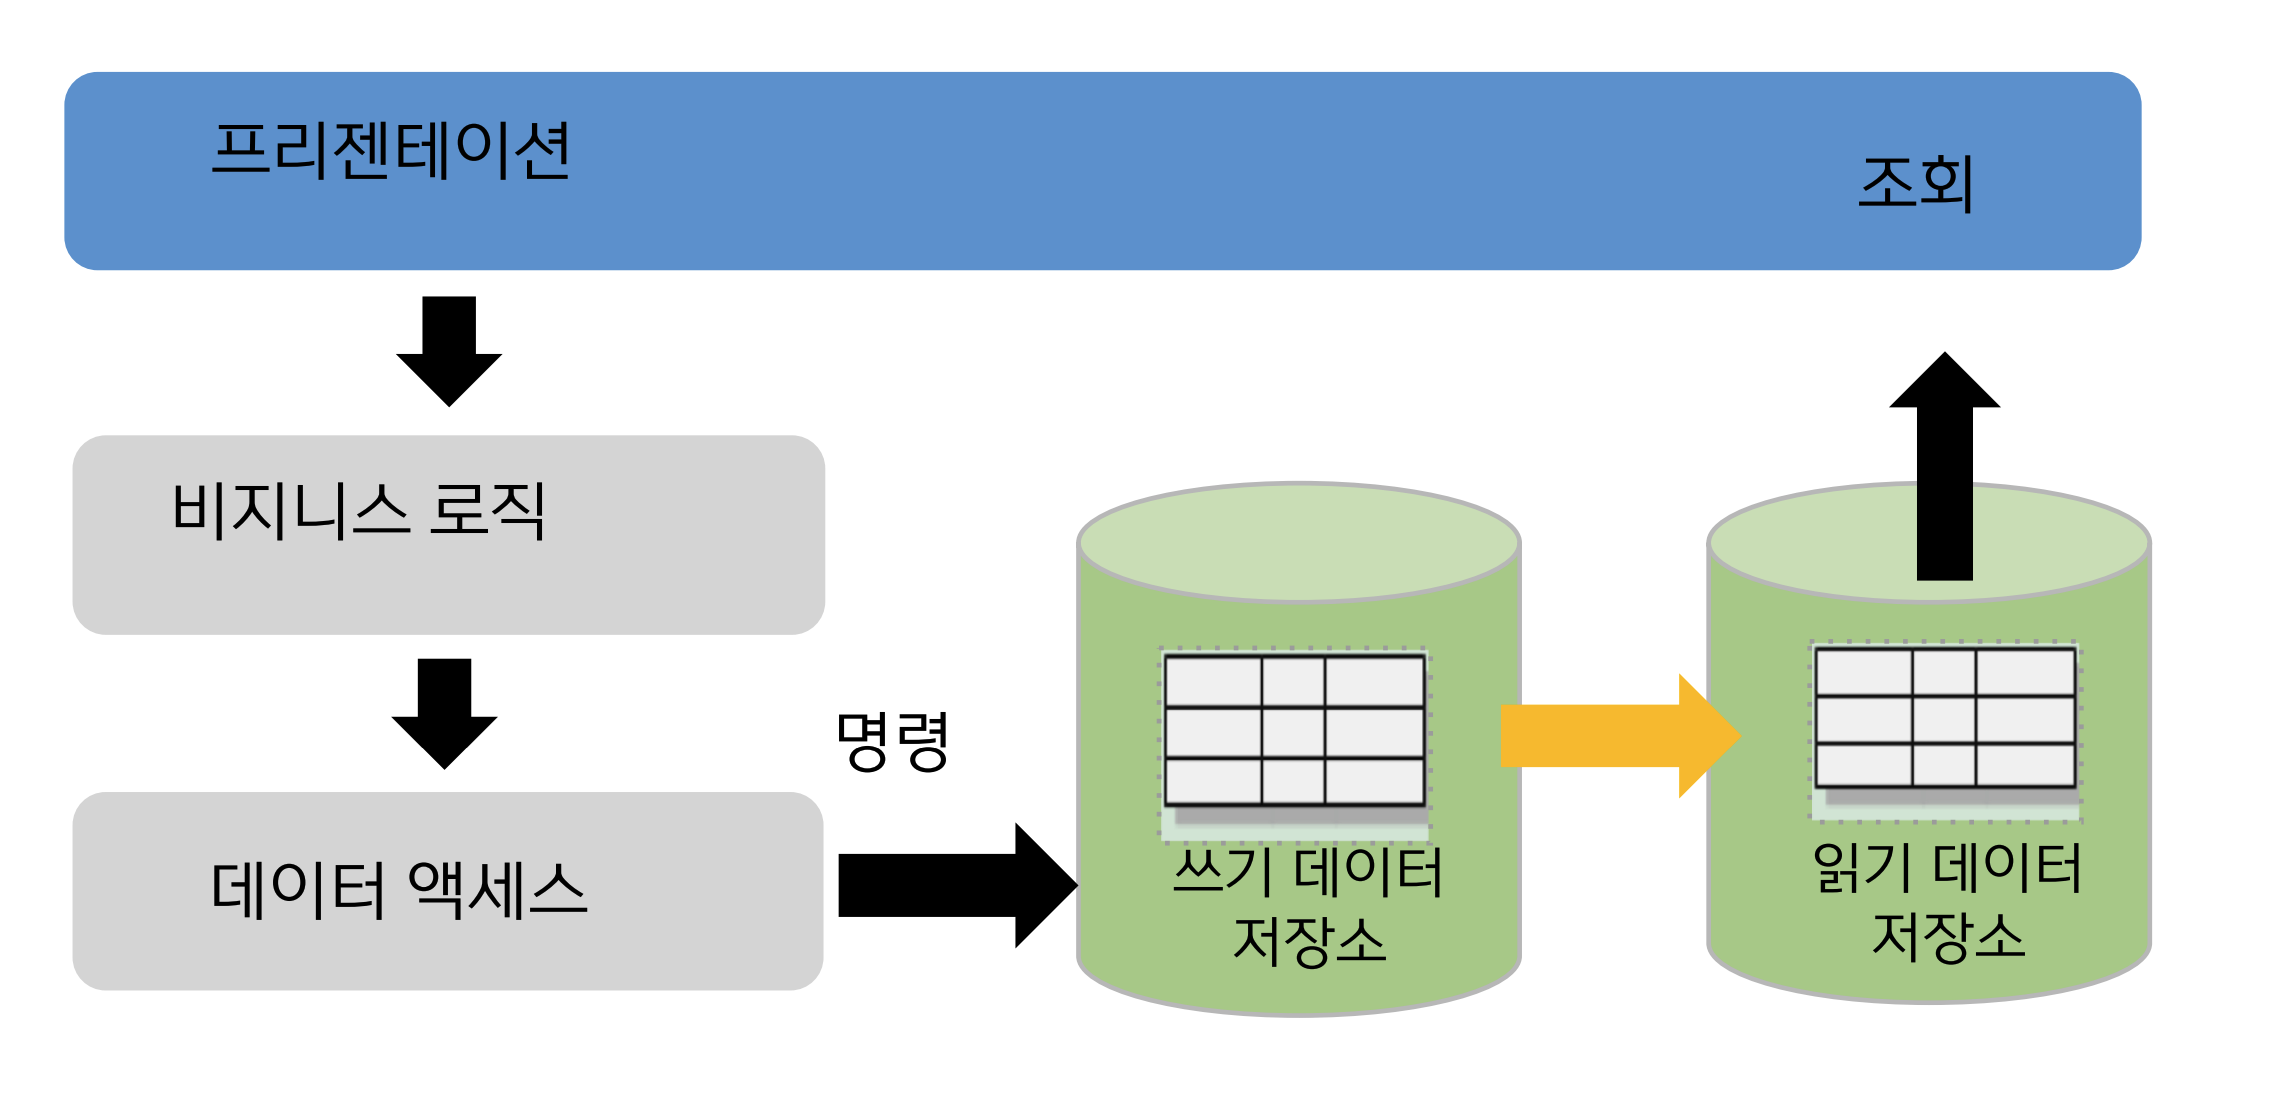 프리젠테이션
조회
비지니스 로직
명령
데이터 액세스
쓰기 데이터
저장소
읽기 데이터
저장소